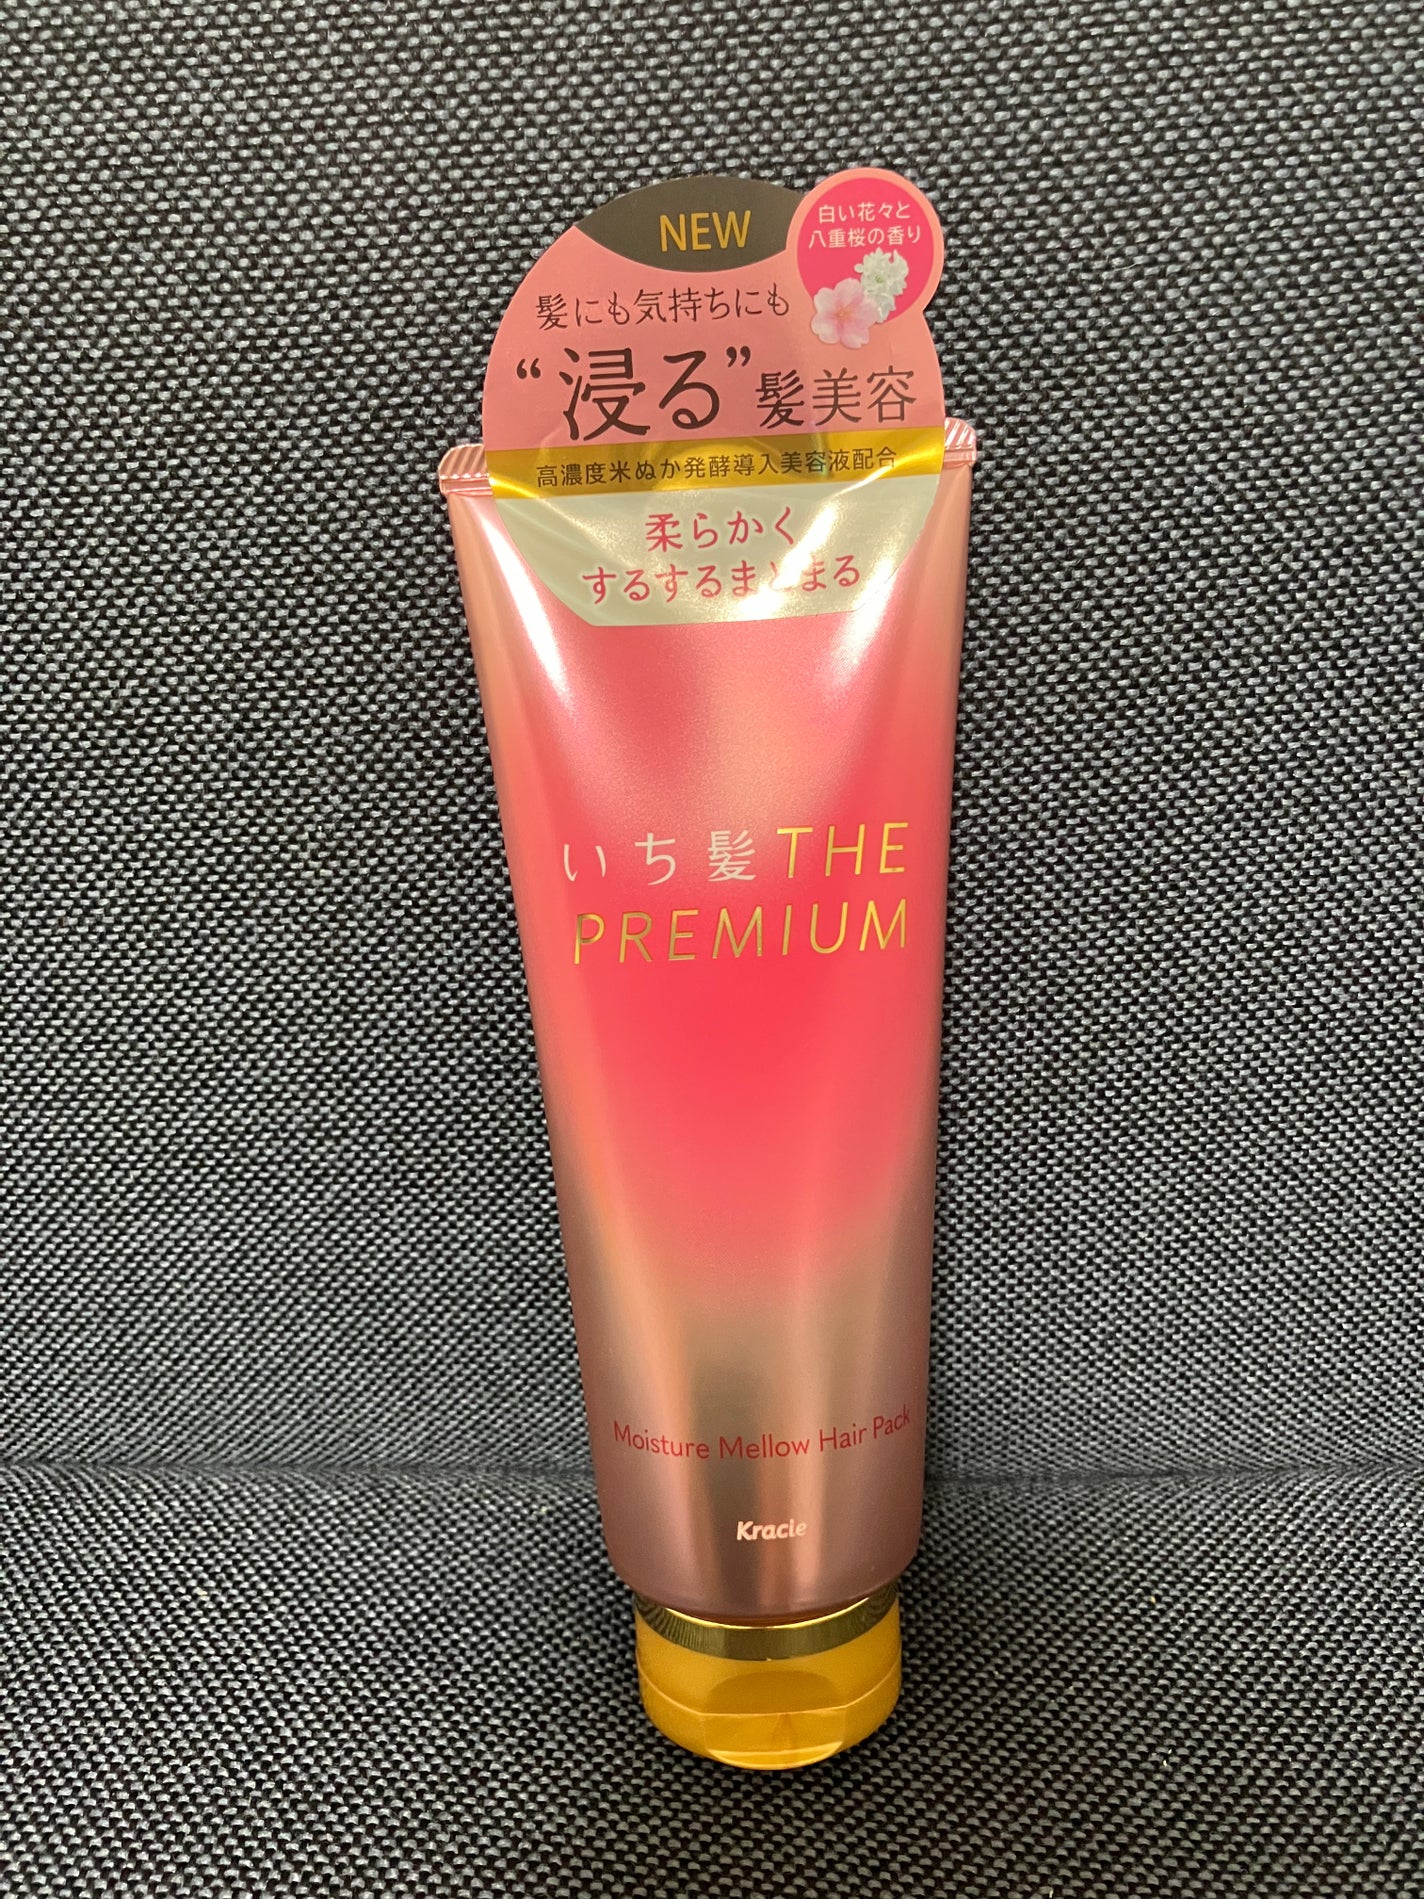 NEW
白い花々と
八重桜の香り
髪にも気持ちにも
“浸る”髪美容
高濃度米ぬか発酵導入美容液配合
柔らかく
するするまとまる
いち髪 THE
PREMIUM
Moisture Mellow Hair Pack
Kracie